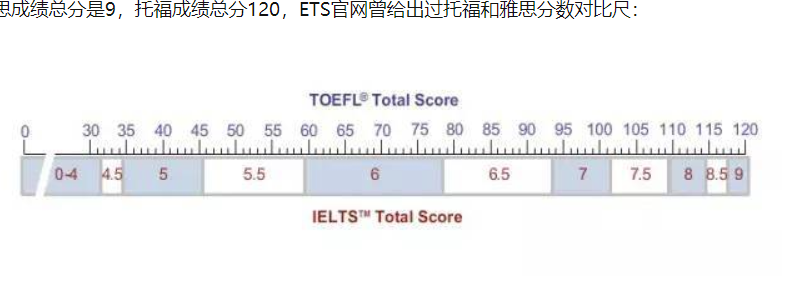 思成绩总分是9，托福成绩总分120，ETS官网曾给出过托福和雅思分数对比尺：
TOEFL® Total Score
0 30 35 40 45 50 55 60 65 70 75 80 85 90 95 100 105 110 115 120
0-4 4.5 5 5.5 6 6.5 7 7.5 8 8.5 9
IELTS™ Total Score